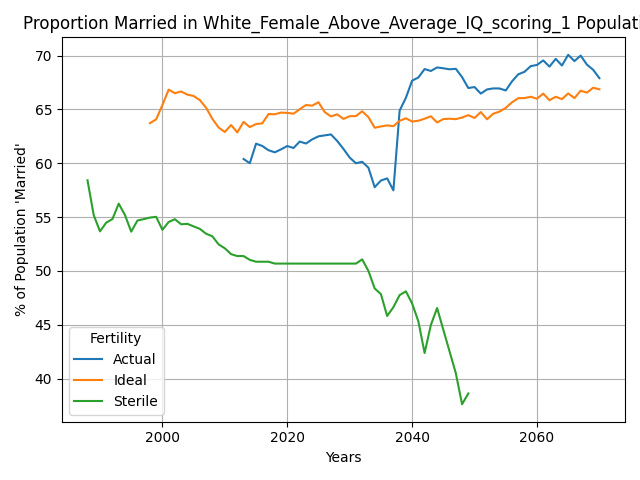 Proportion Married in White_Female_Above_Average_IQ_scoring_1 Populati
70
65
60
55
50
45
40
% of Population 'Married'
Fertility
Actual
Ideal
Sterile
2000
2020
2040
2060
Years